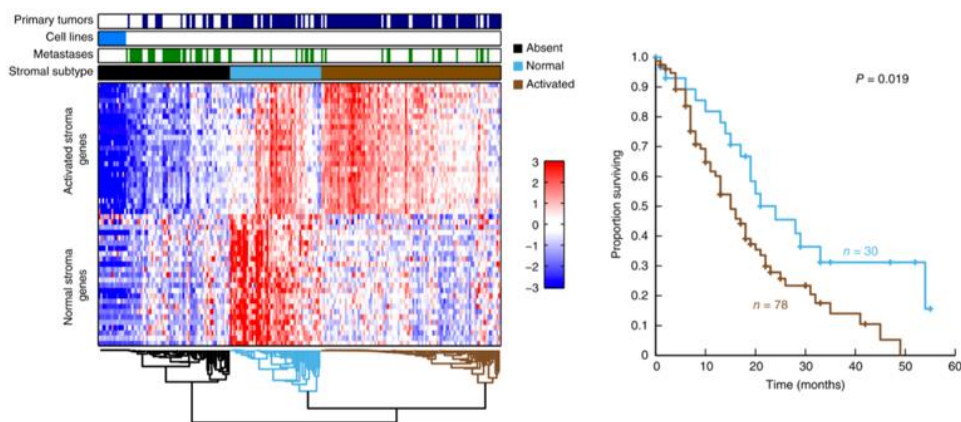 Primary tumors
Cell lines
Metastases
Stromal subtype
Absent
Normal
Activated
Activated stroma
genes
Normal stroma
genes
3
2
1
0
−1
−2
−3
P = 0.019
Proportion surviving
1.0
0.9
0.8
0.7
0.6
0.5
0.4
0.3
0.2
0.1
0
n = 30
n = 78
0
10
20
30
40
50
60
Time (months)